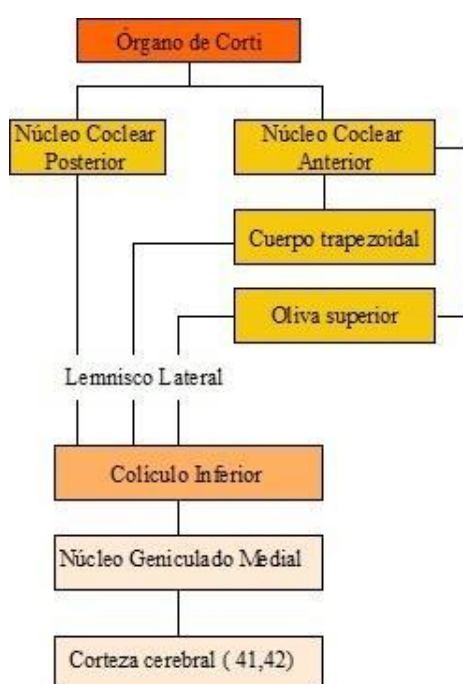 Órgano de Corti
Núcleo Coclear
Posterior
Núcleo Coclear
Anterior
Cuerpo trapezoidal
Oliva superior
Lemnisco Lateral
Colículo Inferior
Núcleo Geniculado Medial
Corteza cerebral ( 41,42)